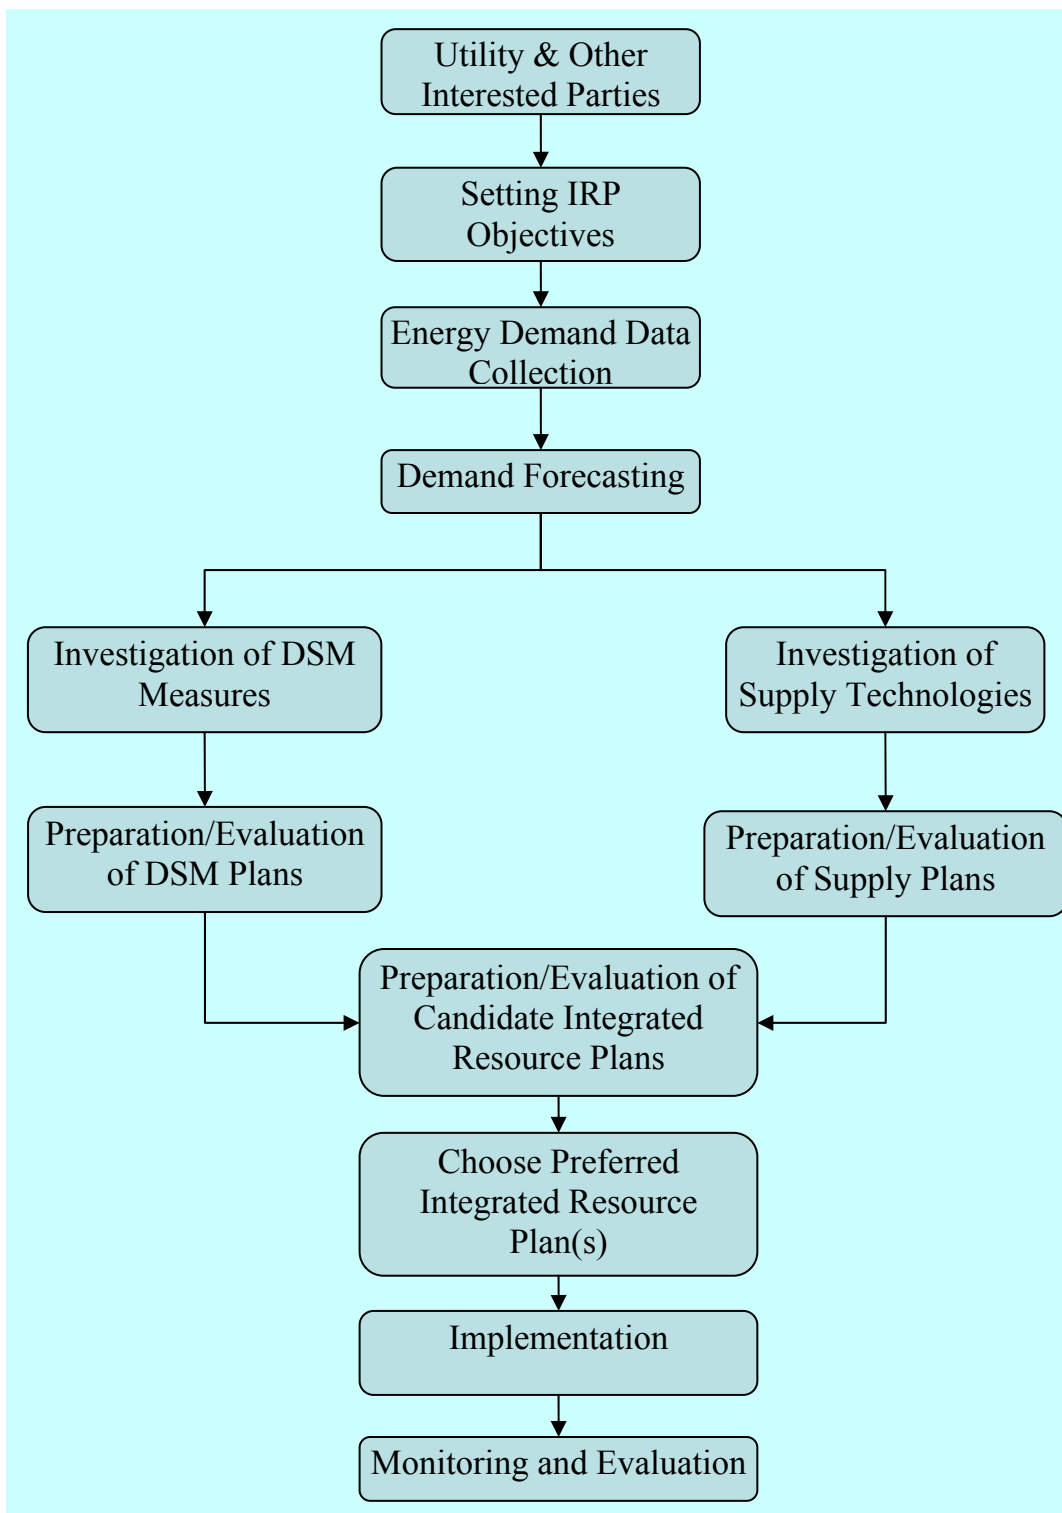 Utility & Other
Interested Parties
Setting IRP
Objectives
Energy Demand Data
Collection
Demand Forecasting
Investigation of DSM
Measures
Investigation of
Supply Technologies
Preparation/Evaluation
of DSM Plans
Preparation/Evaluation
of Supply Plans
Preparation/Evaluation of
Candidate Integrated
Resource Plans
Choose Preferred
Integrated Resource
Plan(s)
Implementation
Monitoring and Evaluation